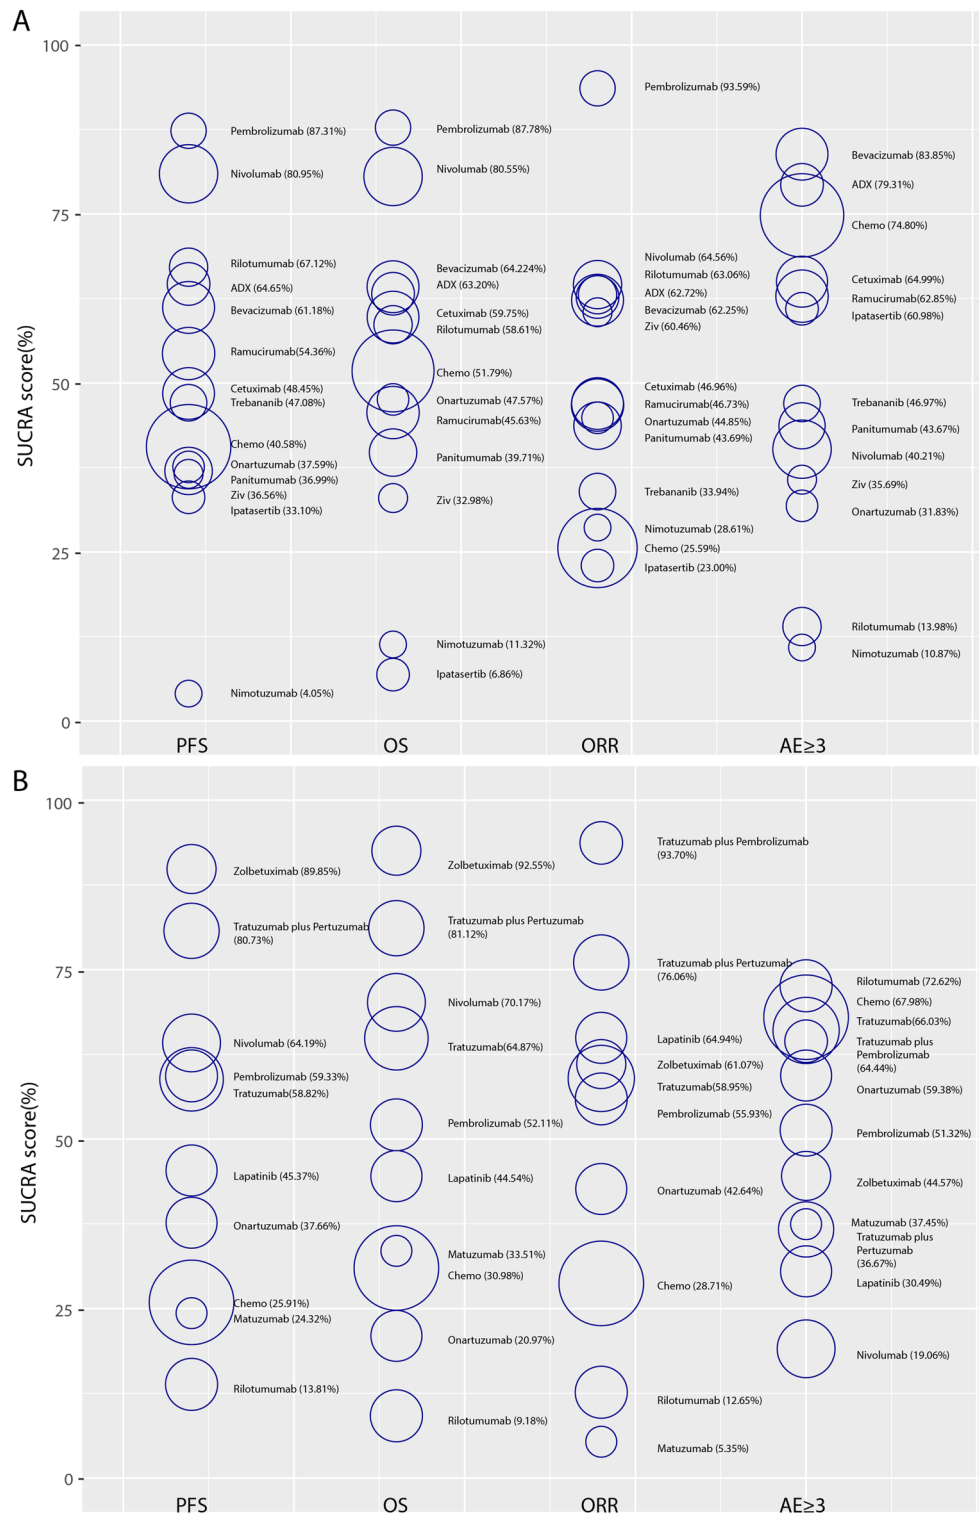 A
100
75
50
25
0
SUCRA score(%)
Pembrolizumab (87.31%)
Nivolumab (80.95%)
Rilotumumab (67.12%)
ADX (64.65%)
Bevacizumab (61.18%)
Ramucirumab(54.36%)
Cetuximab (48.45%)
Trebananib (47.08%)
Chemo (40.58%)
Onartuzumab (37.59%)
Panitumumab (36.99%)
Ziv (36.56%)
Ipatasertib (33.10%)
Nimotuzumab (4.05%)
PFS
Pembrolizumab (87.78%)
Nivolumab (80.55%)
Bevacizumab (64.224%)
ADX (63.20%)
Cetuximab (59.75%)
Rilotumumab (58.61%)
Chemo (51.79%)
Onartuzumab (47.57%)
Ramucirumab(45.63%)
Panitumumab (39.71%)
Ziv (32.98%)
Nimotuzumab (11.32%)
Ipatasertib (6.86%)
OS
Pembrolizumab (93.59%)
Nivolumab (64.56%)
Rilotumumab (63.06%)
ADX (62.72%)
Bevacizumab (62.25%)
Ziv (60.46%)
Cetuximab (46.96%)
Ramucirumab(46.73%)
Onartuzumab (44.85%)
Panitumumab (43.69%)
Trebananib (33.94%)
Nimotuzumab (28.61%)
Chemo (25.59%)
Ipatasertib (23.00%)
ORR
Bevacizumab (83.85%)
ADX (79.31%)
Chemo (74.80%)
Cetuximab (64.99%)
Ramucirumab(62.85%)
Ipatasertib (60.98%)
Trebananib (46.97%)
Panitumumab (43.67%)
Nivolumab (40.21%)
Ziv (35.69%)
Onartuzumab (31.83%)
Rilotumumab (13.98%)
Nimotuzumab (10.87%)
AE≥3
B
100
75
50
25
0
SUCRA score(%)
Zolbetuximab (89.85%)
Tratuzumab plus Pertuzumab
(80.73%)
Nivolumab (64.19%)
Pembrolizumab (59.33%)
Tratuzumab(58.82%)
Lapatinib (45.37%)
Onartuzumab (37.66%)
Chemo (25.91%)
Matuzumab (24.32%)
Rilotumumab (13.81%)
PFS
Zolbetuximab (92.55%)
Tratuzumab plus Pertuzumab
(81.12%)
Nivolumab (70.17%)
Tratuzumab(64.87%)
Pembrolizumab (52.11%)
Lapatinib (44.54%)
Matuzumab (33.51%)
Chemo (30.98%)
Onartuzumab (20.97%)
Rilotumumab (9.18%)
OS
Tratuzumab plus Pembrolizumab
(93.70%)
Tratuzumab plus Pertuzumab
(76.06%)
Lapatinib (64.94%)
Zolbetuximab (61.07%)
Tratuzumab(58.95%)
Pembrolizumab (55.93%)
Onartuzumab (42.64%)
Chemo (28.71%)
Rilotumumab (12.65%)
Matuzumab (5.35%)
ORR
Rilotumumab (72.62%)
Chemo (67.98%)
Tratuzumab(66.03%)
Tratuzumab plus
Pembrolizumab
(64.44%)
Onartuzumab (59.38%)
Pembrolizumab (51.32%)
Zolbetuximab (44.57%)
Matuzumab (37.45%)
Tratuzumab plus
Pertuzumab
(36.67%)
Lapatinib (30.49%)
Nivolumab (19.06%)
AE≥3